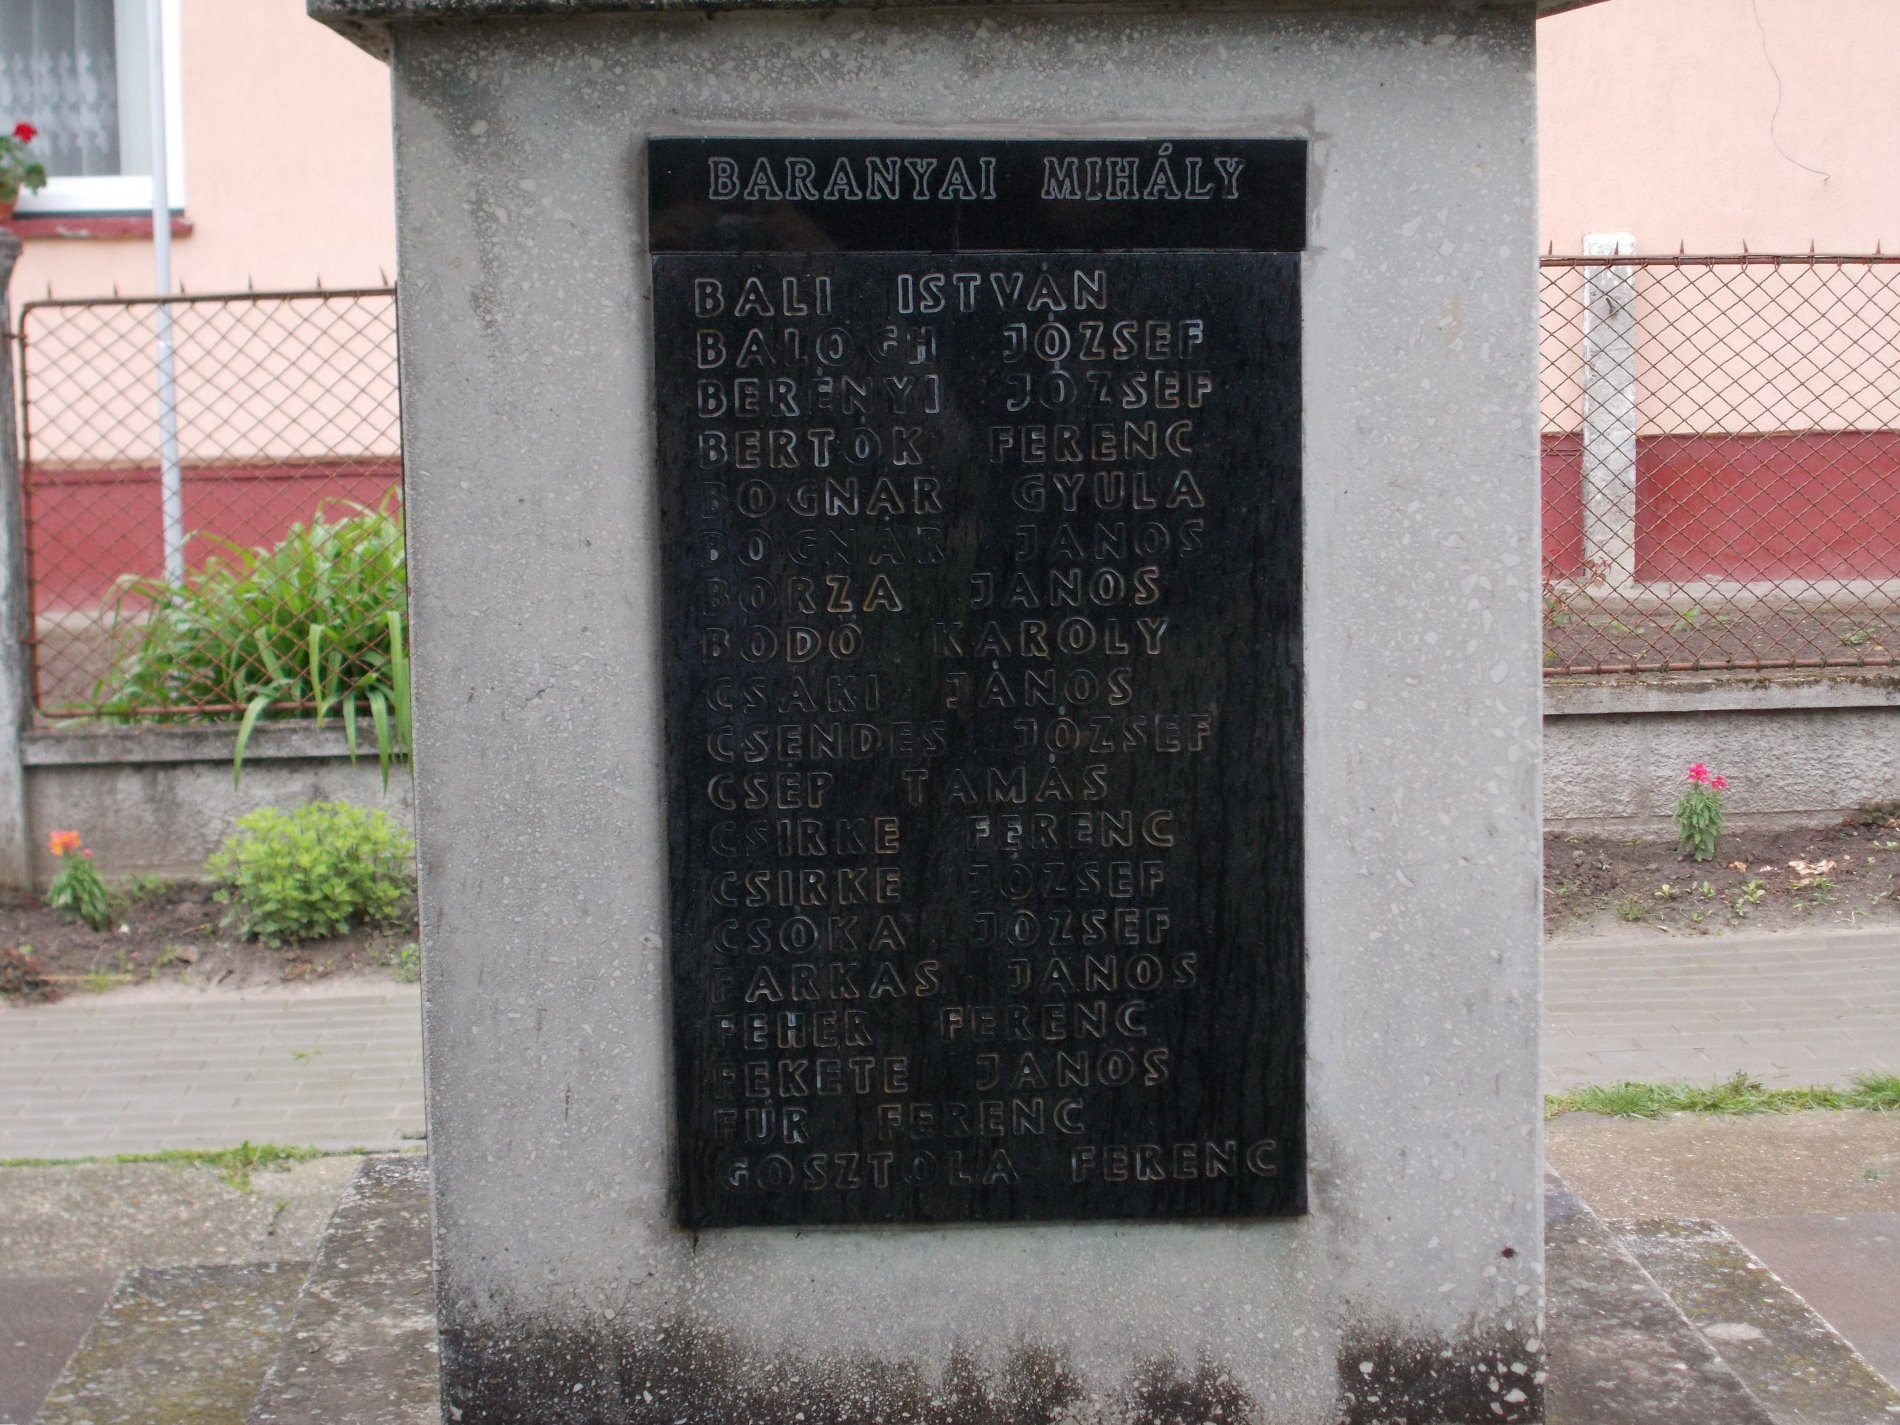 BARANYAI MIHÁLY
BALI ISTVÁN
BALOGH JÓZSEF
BERÉNYI JÓZSEF
BERTÓK FERENC
BOGNÁR GYULA
BOGNÁR JÁNOS
BORZA JÁNOS
BODÓ KÁROLY
CSÁKI JÁNOS
CSENDES JÓZSEF
CSEP TAMÁS
CSIRKE FERENC
CSIRKE JÓZSEF
CSÓKA JÓZSEF
FARKAS JÁNOS
FEHÉR FERENC
FEKETE JÁNOS
FÜR FERENC
GOSZTOLA FERENC